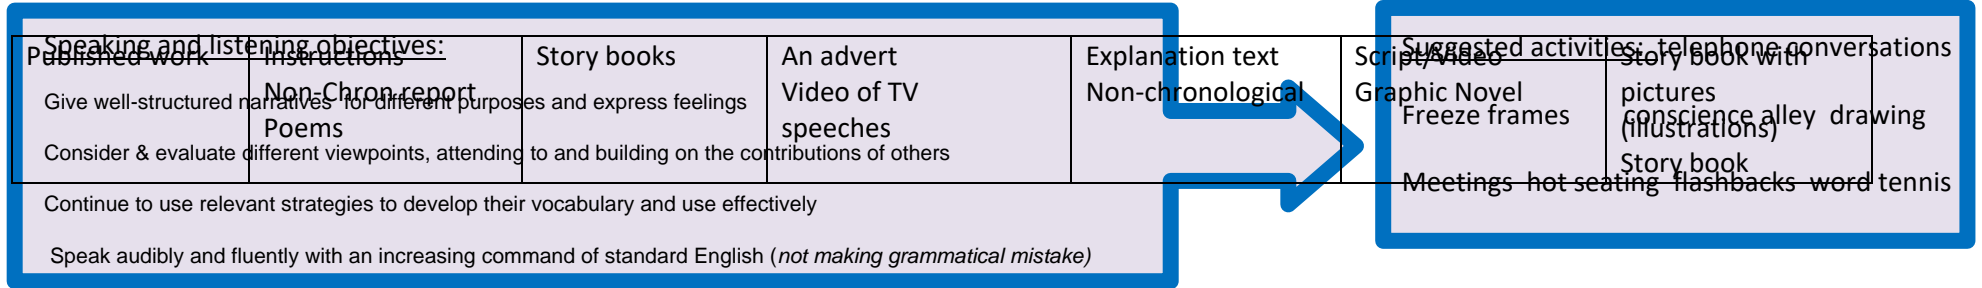 Speaking and listening objectives:
Give well-structured narratives for different purposes and express feelings
Consider & evaluate different viewpoints, attending to and building on the contributions of others
Continue to use relevant strategies to develop their vocabulary and use effectively
Speak audibly and fluently with an increasing command of standard English (not making grammatical mistake)
Published work
Instructions
Non-Chron report
Poems
Story books
An advert
Video of TV
speeches
Explanation text
Non-chronological
Script/Video
Graphic Novel
Story book with
pictures
(illustrations)
Story book
Suggested activities: telephone conversations
Freeze frames conscience alley drawing
Meetings hot seating flashbacks word tennis